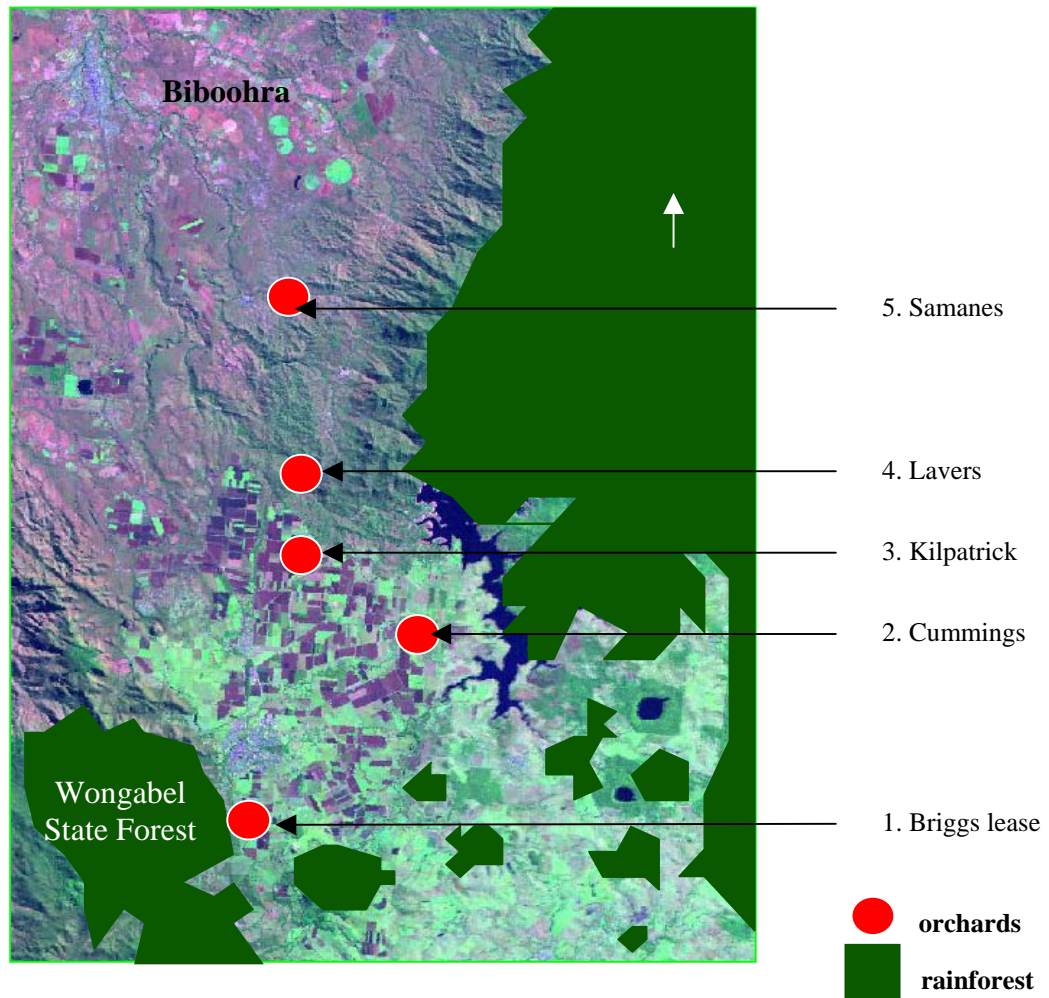 Biboohra
5. Samanes
4. Lavers
3. Kilpatrick
2. Cummings
Wongabel
State Forest
1. Briggs lease
orchards
rainforest